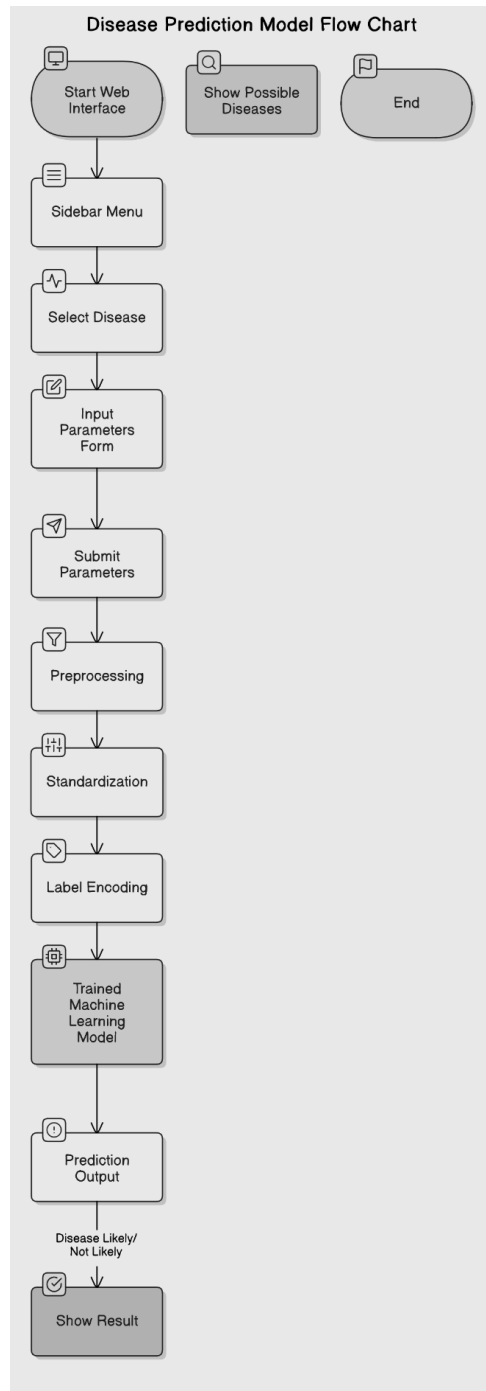 Disease Prediction Model Flow Chart
Start Web
Interface
Show Possible
Diseases
End
Sidebar Menu
Select Disease
Input
Parameters
Form
Submit
Parameters
Preprocessing
Standardization
Label Encoding
Trained
Machine
Learning
Model
Prediction
Output
Disease Likely/
Not Likely
Show Result